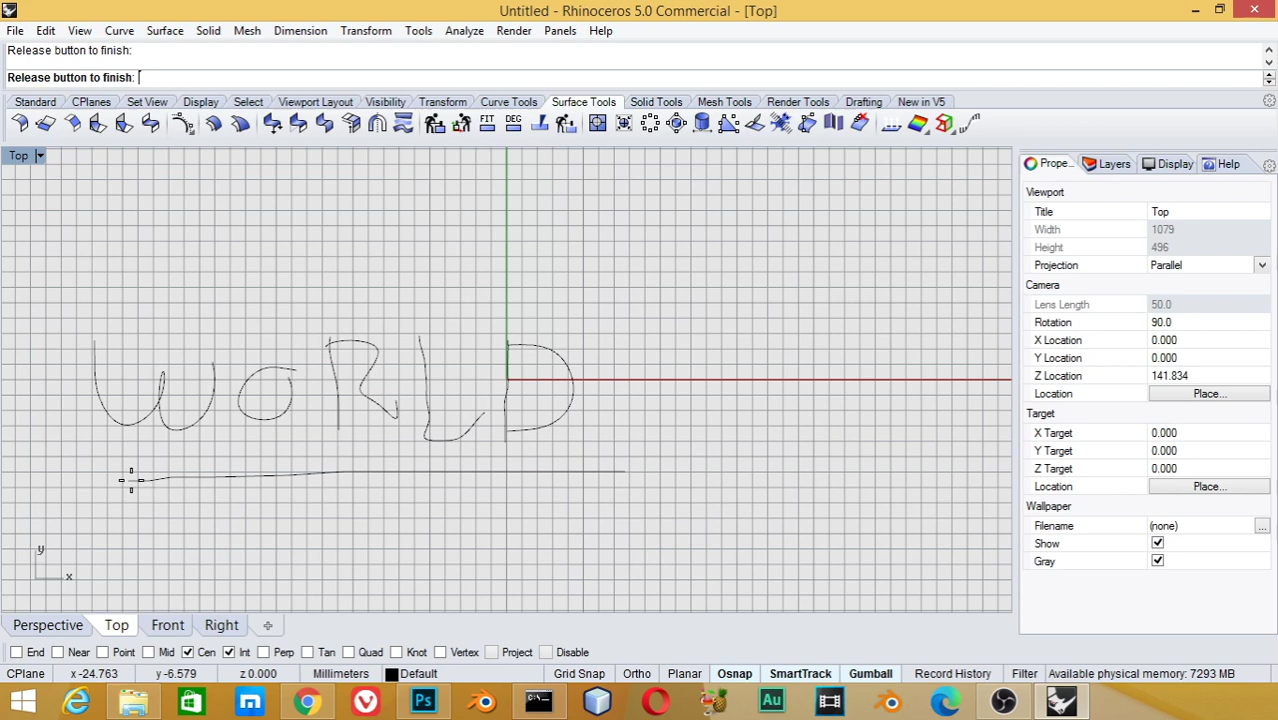 Untitled - Rhinoceros 5.0 Commercial - [Top]
File Edit View Curve Surface Solid Mesh Dimension Transform Tools Analyze Render Panels Help
Release button to finish:
Release button to finish:
Standard CPlanes Set View Display Select Viewport Layout Visibility Transform Curve Tools Surface Tools Solid Tools Mesh Tools Render Tools Drafting New in V5
FIT DEG
Top
Prope... Layers Display Help
Viewport
Title Top
Width 1079
Height 496
Projection Parallel
Camera
Lens Length 50.0
Rotation 90.0
X Location 0.000
Y Location 0.000
Z Location 141.834
Location Place...
Target
X Target 0.000
Y Target 0.000
Z Target 0.000
Location Place...
Wallpaper
Filename (none) ...
Show
Gray
WORLD
y
x
Perspective Top Front Right
End Near Point Mid Cen Int Perp Tan Quad Knot Vertex Project Disable
CPlane x -24.763 y -6.579 z 0.000 Millimeters Default Grid Snap Ortho Planar Osnap SmartTrack Gumball Record History Filter Available physical memory: 7293 MB
Ps Au